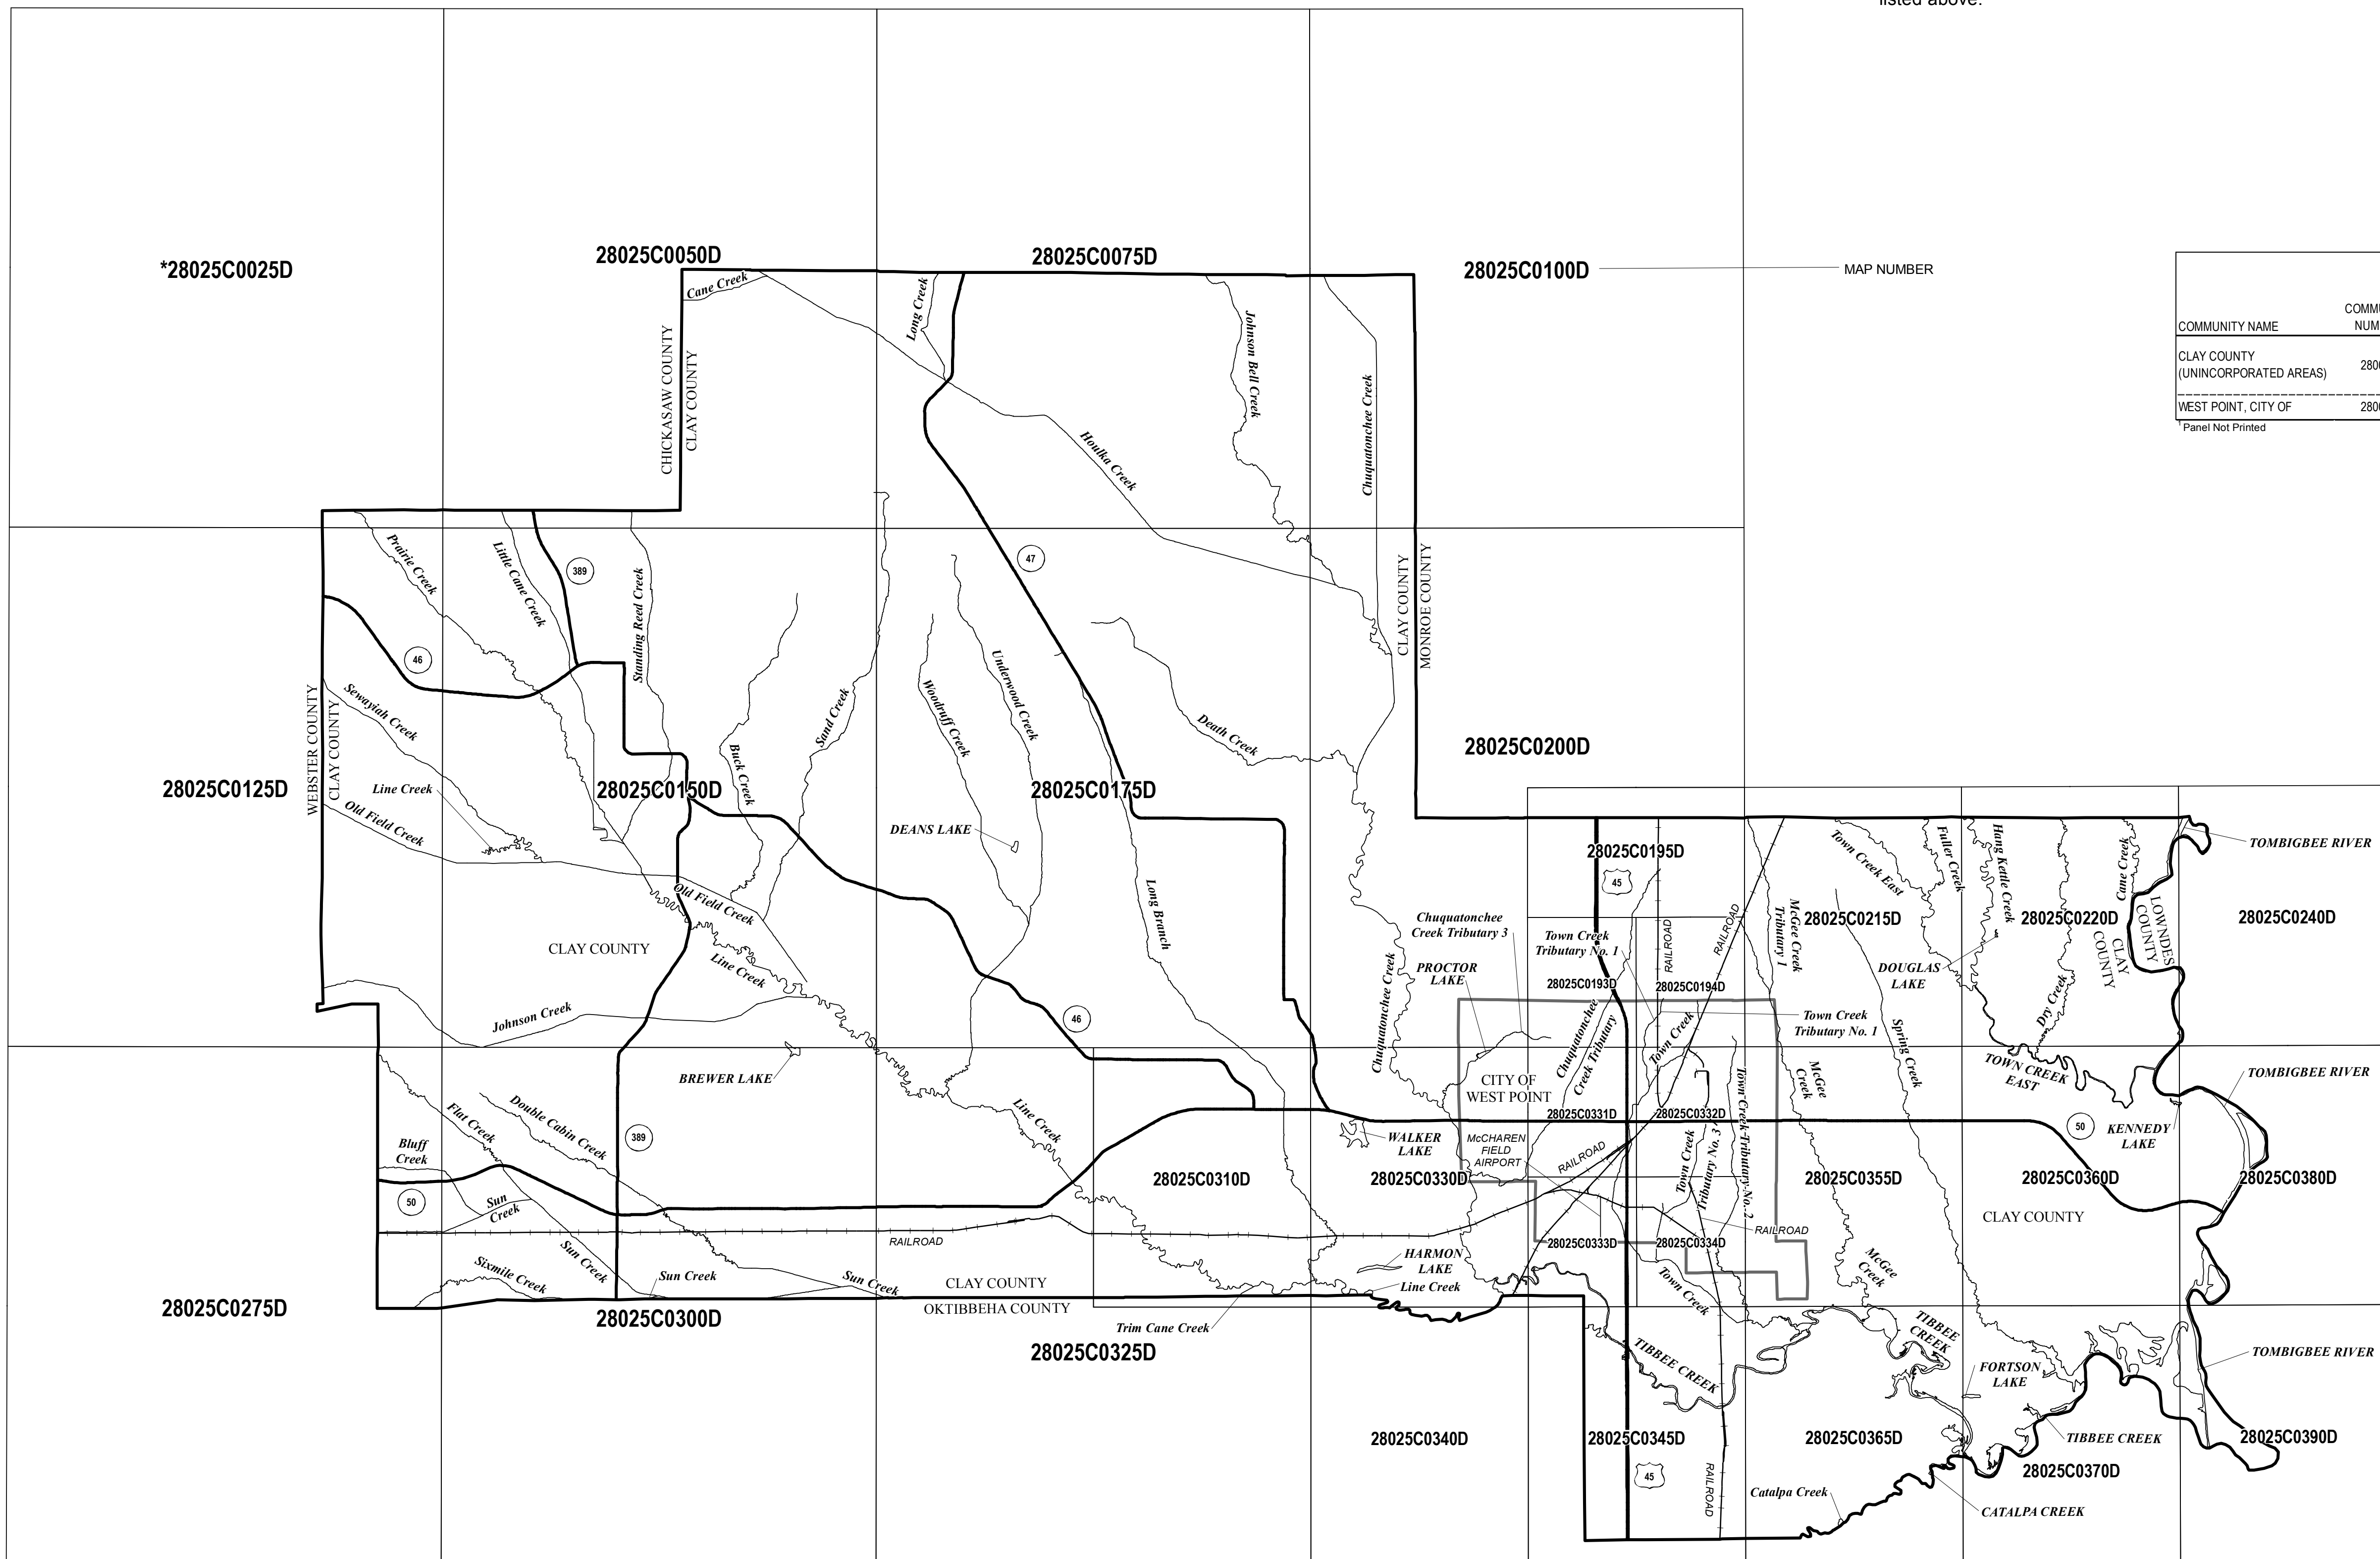 listed above.
*28025C0025D
28025C0050D
28025C0075D
28025C0100D
MAP NUMBER
COMMUNITY NAME
CLAY COUNTY
(UNINCORPORATED AREAS)
WEST POINT, CITY OF
Panel Not Printed
Cane Creek
Long Creek
Johnson Bell Creek
Chuquatonchee Creek
CHICKASAW COUNTY
CLAY COUNTY
Houlka Creek
Prairie Creek
Little Cane Creek
389
Standing Reed Creek
47
CLAY COUNTY
MONROE COUNTY
46
Sewayiah Creek
WEBSTER COUNTY
CLAY COUNTY
Buck Creek
Sand Creek
Woodruff Creek
Underwood Creek
Death Creek
28025C0200D
28025C0125D
Line Creek
Old Field Creek
28025C0150D
28025C0175D
DEANS LAKE
Old Field Creek
CLAY COUNTY
Line Creek
Long Branch
Johnson Creek
46
BREWER LAKE
28025C0195D
45
Chuquatonchee
Creek Tributary 3
Town Creek
Tributary No. 1
RAILROAD
RAILROAD
McGee Creek
Tributary 1
28025C0215D
Town Creek East
Fuller Creek
Hang Kettle Creek
28025C0220D
Cane Creek
LOWNDES
COUNTY
CLAY
COUNTY
28025C0240D
TOMBIGBEE RIVER
PROCTOR
LAKE
Chuquatonchee Creek
28025C0193D
28025C0194D
DOUGLAS
LAKE
Dry Creek
Chuquatonchee
Creek Tributary
Town Creek
Town Creek
Tributary No. 1
Spring Creek
TOWN CREEK
EAST
TOMBIGBEE RIVER
CITY OF
WEST POINT
McGee
Creek
Flat Creek
Double Cabin Creek
Bluff
Creek
389
Line Creek
WALKER
LAKE
McCHAREN
FIELD
AIRPORT
RAILROAD
28025C0331D
28025C0332D
Town Creek
Tributary No. 3
Town Creek Tributary No. 2
50
KENNEDY
LAKE
50
Sun
Creek
28025C0310D
28025C0330D
28025C0355D
28025C0360D
28025C0380D
CLAY COUNTY
RAILROAD
RAILROAD
28025C0333D
28025C0334D
Sixmile Creek
Sun Creek
Sun Creek
Sun Creek
CLAY COUNTY
OKTIBBEHA COUNTY
HARMON
LAKE
Line Creek
Town Creek
McGee
Creek
28025C0275D
28025C0300D
28025C0325D
Trim Cane Creek
TIBBEE CREEK
TIBBEE
CREEK
FORTSON
LAKE
TOMBIGBEE RIVER
28025C0340D
28025C0345D
28025C0365D
TIBBEE CREEK
28025C0390D
28025C0370D
45
RAILROAD
Catalpa Creek
CATALPA CREEK